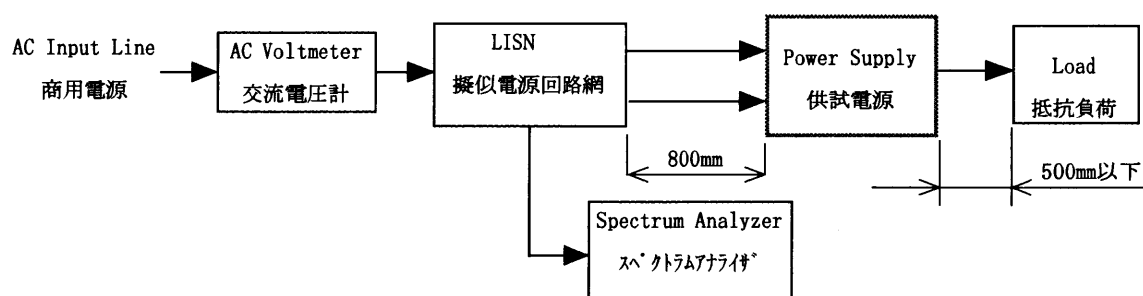 AC Input Line
商用電源
AC Voltmeter
交流電圧計
LISN
擬似電源回路網
Power Supply
供試電源
Load
抵抗負荷
800mm
500mm以下
Spectrum Analyzer
ｽﾍﾟｸﾄﾗﾑｱﾅﾗｲｻﾞ